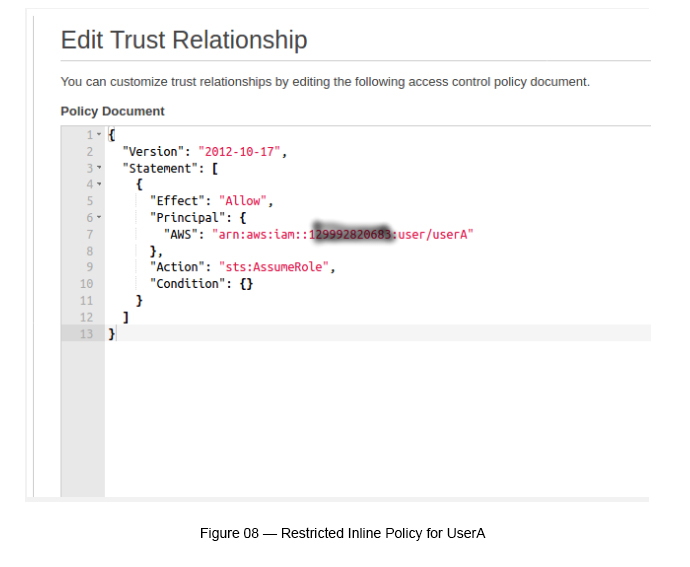 Edit Trust Relationship
You can customize trust relationships by editing the following access control policy document.
Policy Document
1 {
2 "Version": "2012-10-17",
3 "Statement": [
4 {
5 "Effect": "Allow",
6 "Principal": {
7 "AWS": "arn:aws:iam:::user/userA"
8 },
9 "Action": "sts:AssumeRole",
10 "Condition": {}
11 }
12 ]
13 }
Figure 08 — Restricted Inline Policy for UserA